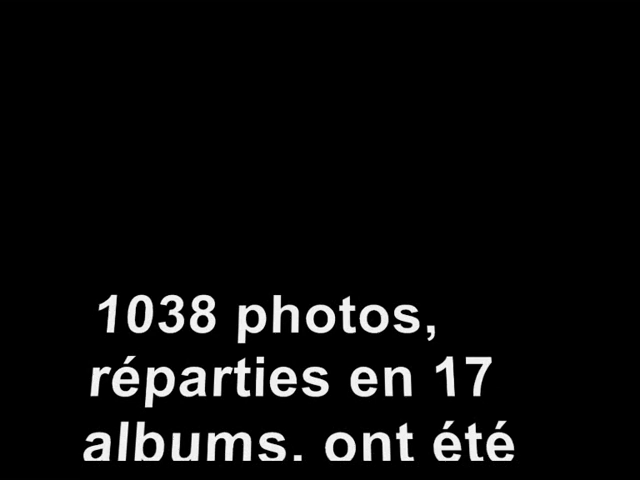 1038 photos,
réparties en 17
albums, ont été